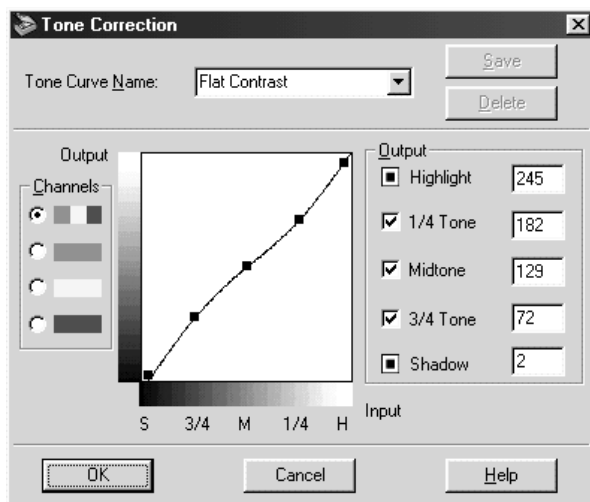 Tone Correction
Tone Curve Name:
Flat Contrast
Save
Delete
Output
Channels
S 3/4 M 1/4 H
Input
Output
Highlight 245
1/4 Tone 182
Midtone 129
3/4 Tone 72
Shadow 2
OK Cancel Help